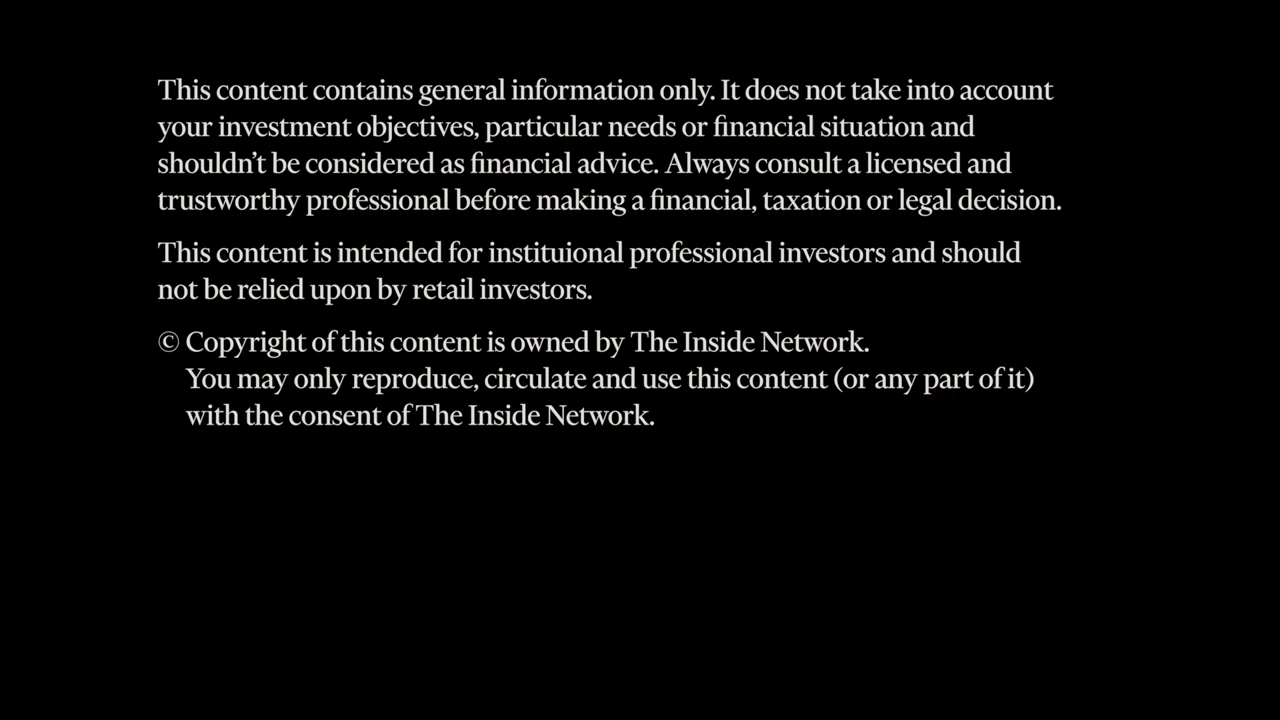 This content contains general information only. It does not take into account
your investment objectives, particular needs or financial situation and
shouldn’t be considered as financial advice. Always consult a licensed and
trustworthy professional before making a financial, taxation or legal decision.
This content is intended for instituional professional investors and should
not be relied upon by retail investors.
© Copyright of this content is owned by The Inside Network.
You may only reproduce, circulate and use this content (or any part of it)
with the consent of The Inside Network.